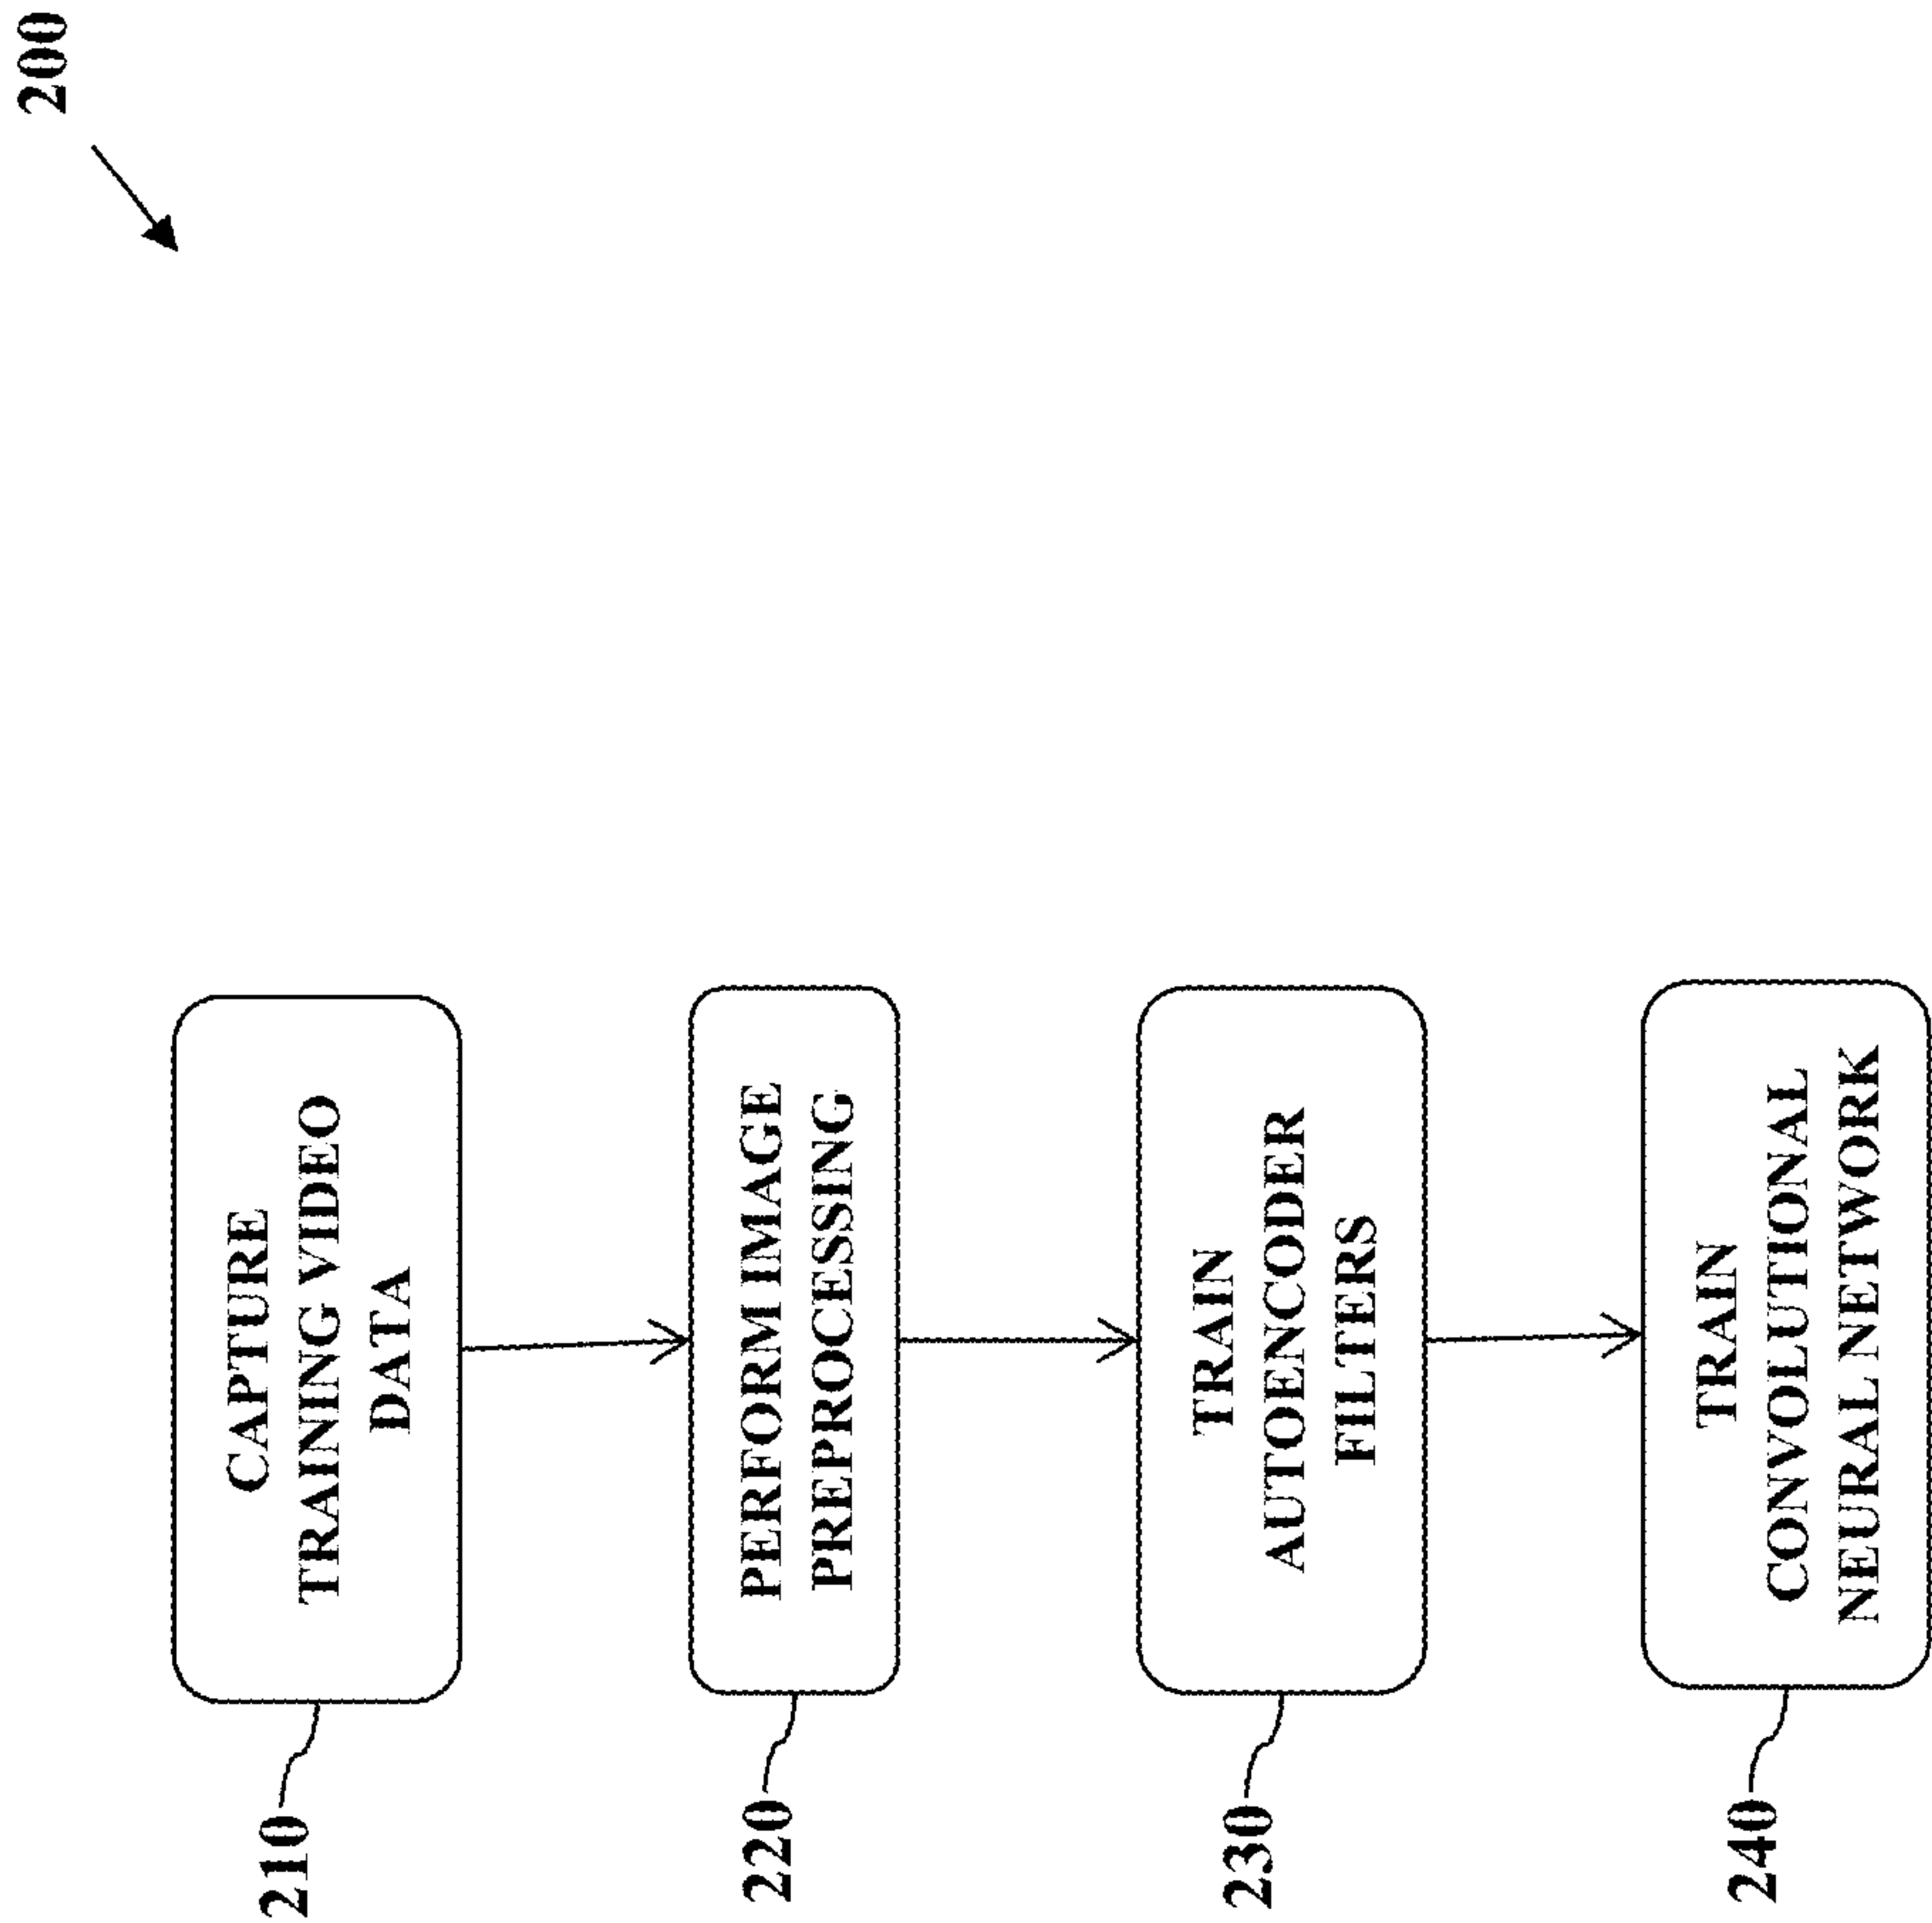 200
210
CAPTURE
TRAINING VIDEO
DATA
220
PERFORM IMAGE
PREPROCESSING
230
TRAIN
AUTOENCODER
FILTERS
240
TRAIN
CONVOLUTIONAL
NEURAL NETWORK